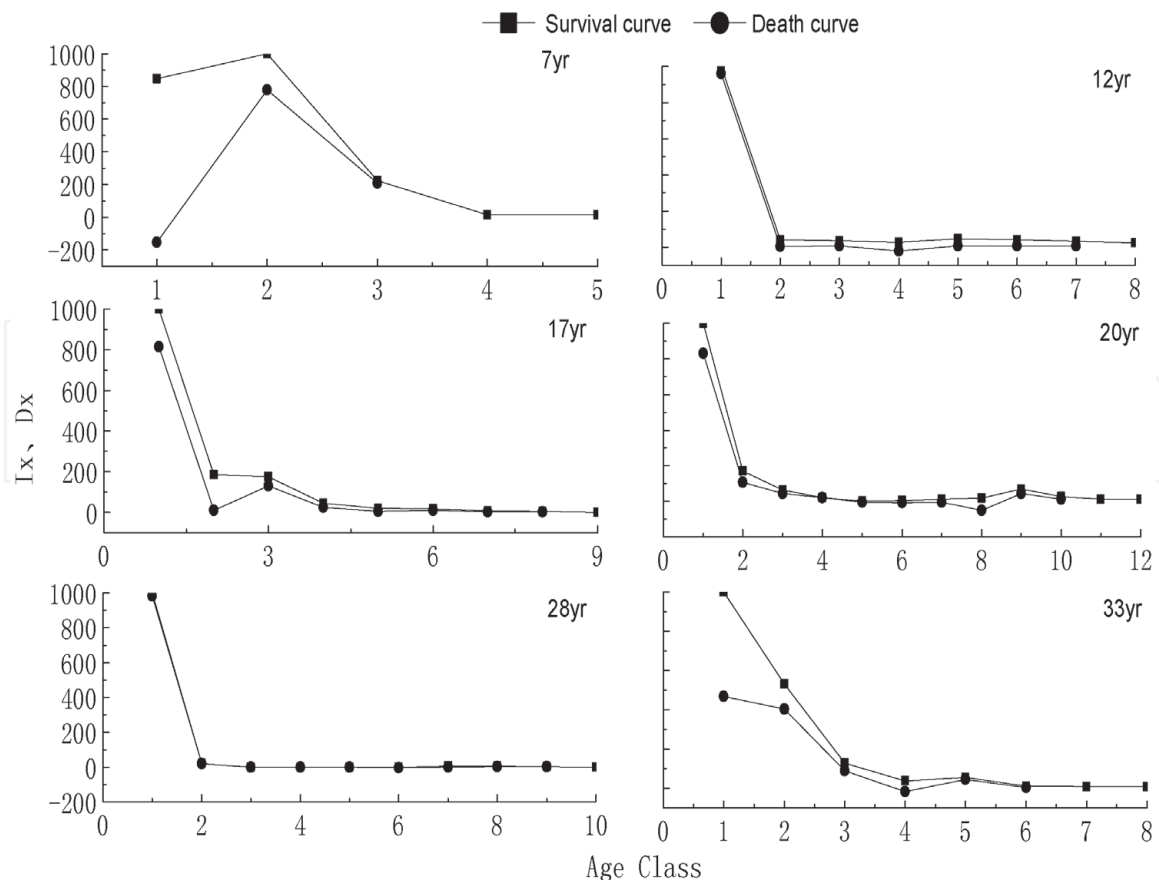 Survival curve Death curve
7yr
1000
800
600
400
200
0
-200
1 2 3 4 5
12yr
0 1 2 3 4 5 6 7 8
17yr
1000
800
600
400
200
0
0 3 6 9
20yr
0 2 4 6 8 10 12
28yr
1000
800
600
400
200
0
-200
0 2 4 6 8 10
33yr
0 1 2 3 4 5 6 7 8
Ix、Dx
Age Class